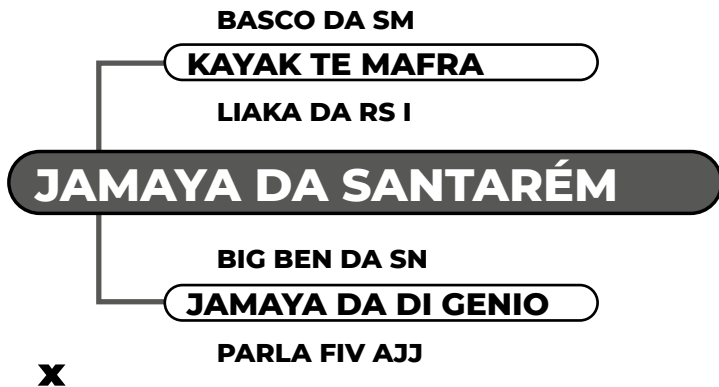 BASCO DA SM
KAYAK TE MAFRA
LIAKA DA RS I
JAMAYA DA SANTARÉM
BIG BEN DA SN
JAMAYA DA DI GENIO
PARLA FIV AJJ
x